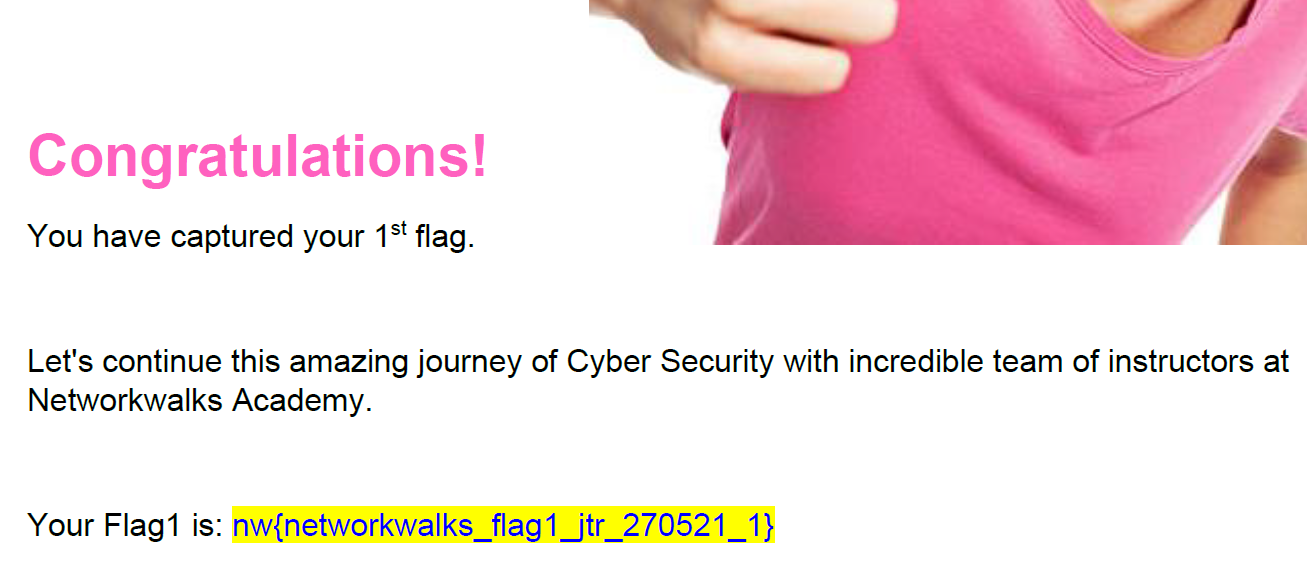 Congratulations!
You have captured your 1st flag.
Let's continue this amazing journey of Cyber Security with incredible team of instructors at
Networkwalks Academy.
Your Flag1 is: nw{networkwalks_flag1_jtr_270521_1}